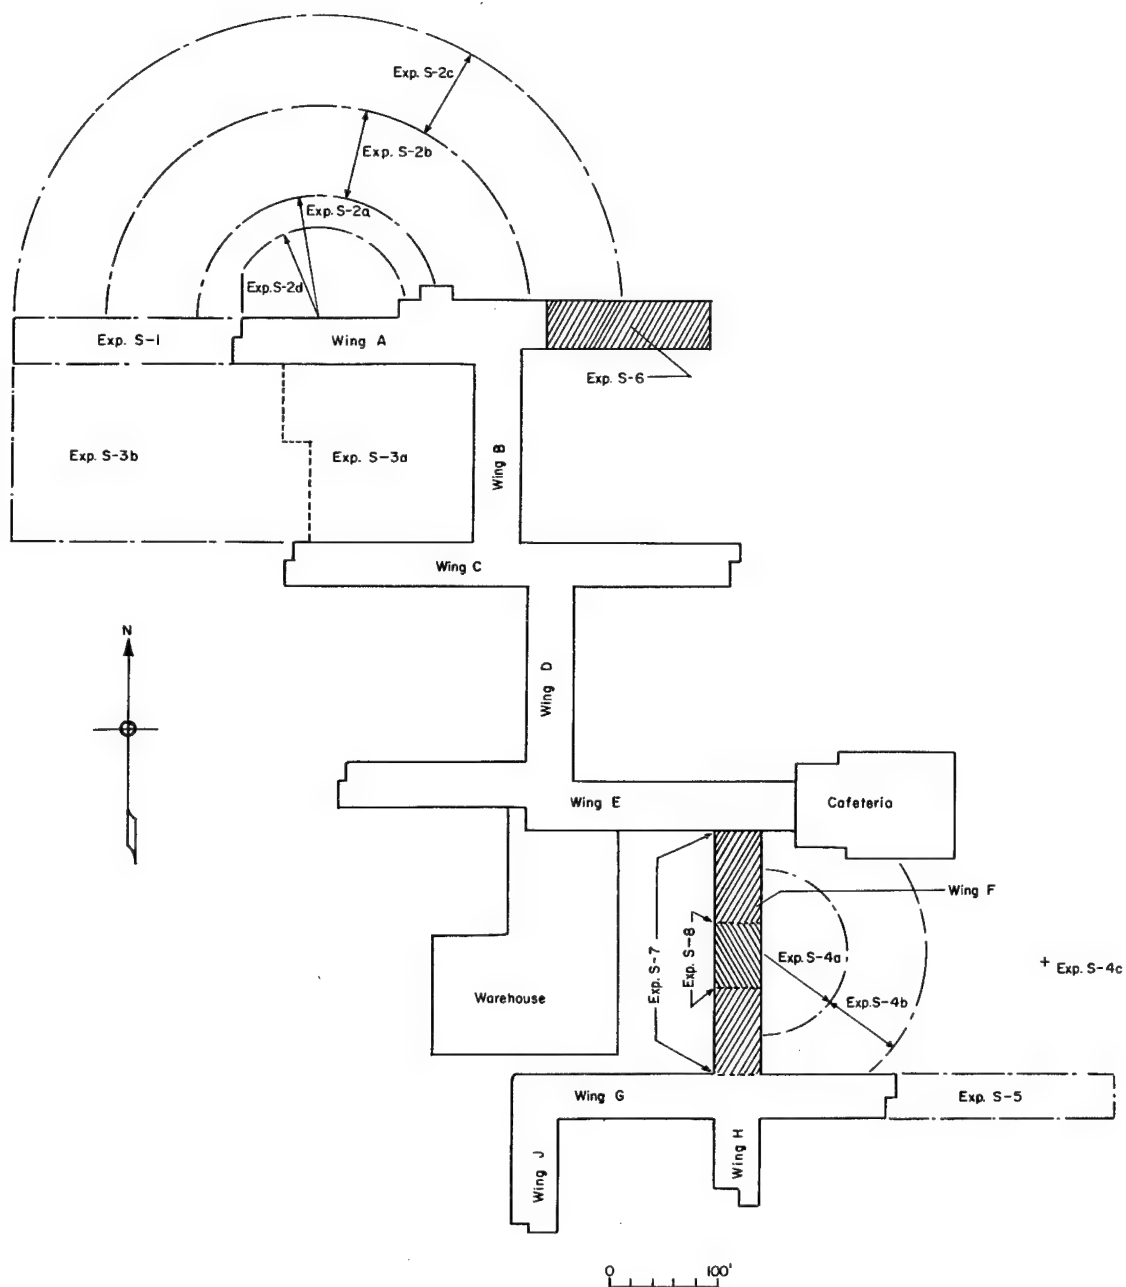 Exp. S-2c
Exp. S-2b
Exp. S-2a
Exp. S-2d
Exp. S-1
Wing A
Exp. S-6
Exp. S-3b
Exp. S-3a
Wing B
Wing C
N
Wing D
Wing E
Cafeteria
Wing F
Exp. S-7
Exp. S-8
Exp. S-4a
+ Exp. S-4c
Exp. S-4b
Warehouse
Wing G
Exp. S-5
Wing J
Wing H
0 100'